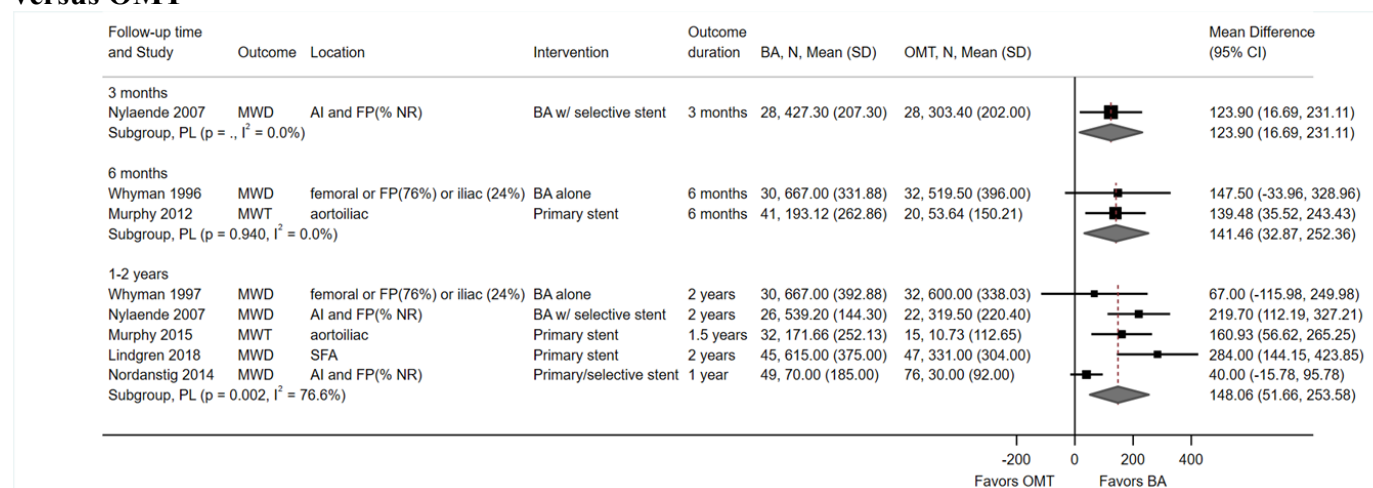 versus OMT
Follow-up time and Study Outcome Location Intervention Outcome duration BA, N, Mean (SD) OMT, N, Mean (SD) Mean Difference (95% CI)
3 months
Nylaende 2007 MWD AI and FP(% NR) BA w/ selective stent 3 months 28, 427.30 (207.30) 28, 303.40 (202.00) 123.90 (16.69, 231.11)
Subgroup, PL (p = ., I² = 0.0%) 123.90 (16.69, 231.11)
6 months
Whyman 1996 MWD femoral or FP(76%) or iliac (24%) BA alone 6 months 30, 667.00 (331.88) 32, 519.50 (396.00) 147.50 (-33.96, 328.96)
Murphy 2012 MWT aortoiliac Primary stent 6 months 41, 193.12 (262.86) 20, 53.64 (150.21) 139.48 (35.52, 243.43)
Subgroup, PL (p = 0.940, I² = 0.0%) 141.46 (32.87, 252.36)
1-2 years
Whyman 1997 MWD femoral or FP(76%) or iliac (24%) BA alone 2 years 30, 667.00 (392.88) 32, 600.00 (338.03) 67.00 (-115.98, 249.98)
Nylaende 2007 MWD AI and FP(% NR) BA w/ selective stent 2 years 26, 539.20 (144.30) 22, 319.50 (220.40) 219.70 (112.19, 327.21)
Murphy 2015 MWT aortoiliac Primary stent 1.5 years 32, 171.66 (252.13) 15, 10.73 (112.65) 160.93 (56.62, 265.25)
Lindgren 2018 MWD SFA Primary stent 2 years 45, 615.00 (375.00) 47, 331.00 (304.00) 284.00 (144.15, 423.85)
Nordanstig 2014 MWD AI and FP(% NR) Primary/selective stent 1 year 49, 70.00 (185.00) 76, 30.00 (92.00) 40.00 (-15.78, 95.78)
Subgroup, PL (p = 0.002, I² = 76.6%) 148.06 (51.66, 253.58)
-200 0 200 400
Favors OMT Favors BA